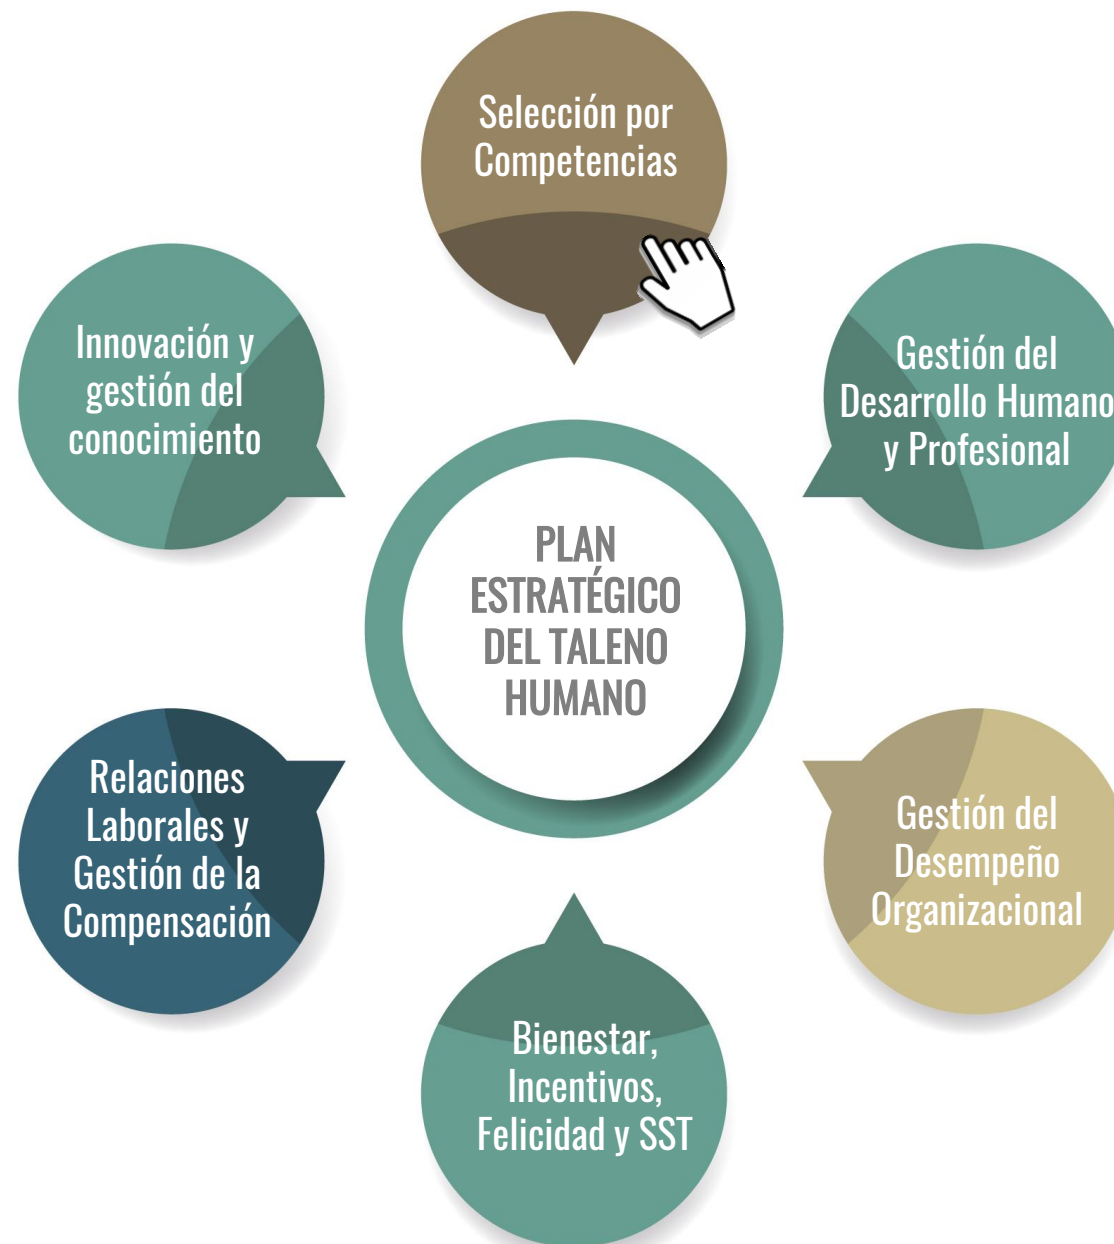 Selección por
Competencias
Innovación y
gestión del
conocimiento
Gestión del
Desarrollo Humano
y Profesional
PLAN
ESTRATÉGICO
DEL TALENO
HUMANO
Relaciones
Laborales y
Gestión de la
Compensación
Gestión del
Desempeño
Organizacional
Bienestar,
Incentivos,
Felicidad y SST